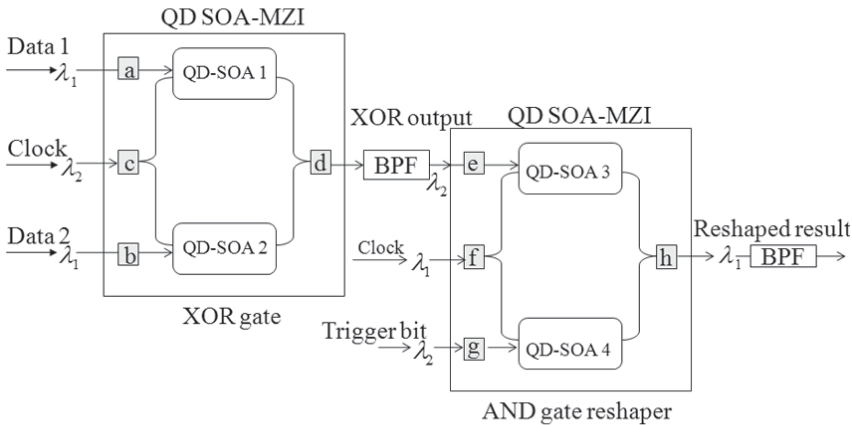 QD SOA-MZI
Data 1
λ1
a
QD-SOA 1
Clock
λ2
c
d
Data 2
λ1
b
QD-SOA 2
XOR gate
XOR output
BPF
λ2
QD SOA-MZI
e
QD-SOA 3
Clock
λ1
f
h
Trigger bit
λ2
g
QD-SOA 4
AND gate reshaper
Reshaped result
λ1
BPF